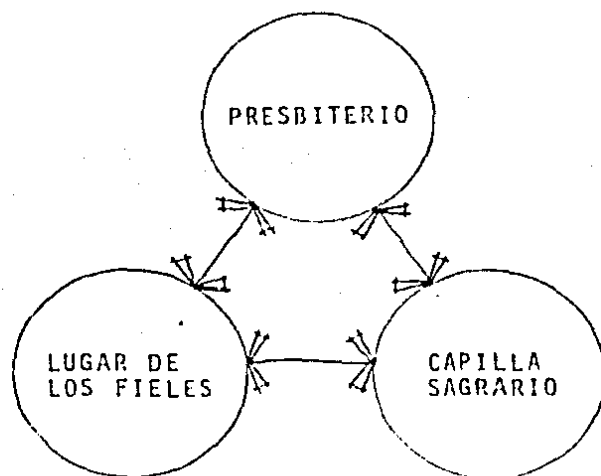 PRESBITERIO
LUGAR DE
LOS FIELES
CAPILLA
SAGRARIO